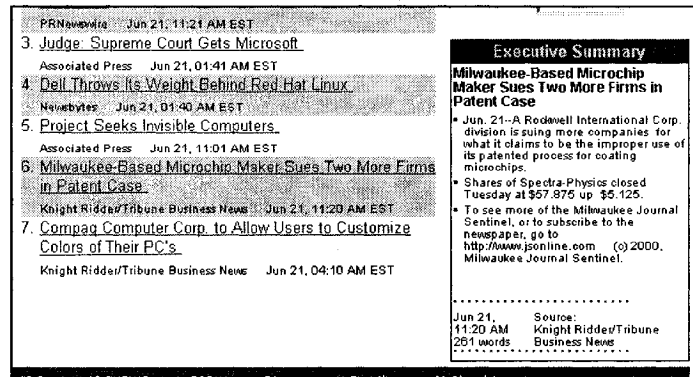 PRNewswire Jun 21, 11:21 AM EST
3. Judge: Supreme Court Gets Microsoft
Associated Press Jun 21, 01:41 AM EST
4. Dell Throws Its Weight Behind Red Hat Linux
Newsbytes Jun 21, 01:40 AM EST
5. Project Seeks Invisible Computers
Associated Press Jun 21, 11:01 AM EST
6. Milwaukee-Based Microchip Maker Sues Two More Firms
in Patent Case
Knight Ridder/Tribune Business News Jun 21, 11:20 AM EST
7. Compaq Computer Corp. to Allow Users to Customize
Colors of Their PC's
Knight Ridder/Tribune Business News Jun 21, 04:10 AM EST
Executive Summary
Milwaukee-Based Microchip
Maker Sues Two More Firms in
Patent Case
• Jun. 21--A Rockwell International Corp.
division is suing more companies for
what it claims to be the improper use of
its patented process for coating
microchips.
• Shares of Spectra-Physics closed
Tuesday at $57.875 up $5.125.
• To see more of the Milwaukee Journal
Sentinel, or to subscribe to the
newspaper, go to
http://www.jsonline.com (c) 2000,
Milwaukee Journal Sentinel.
Jun 21, Source:
11:20 AM Knight Ridder/Tribune
261 words Business News